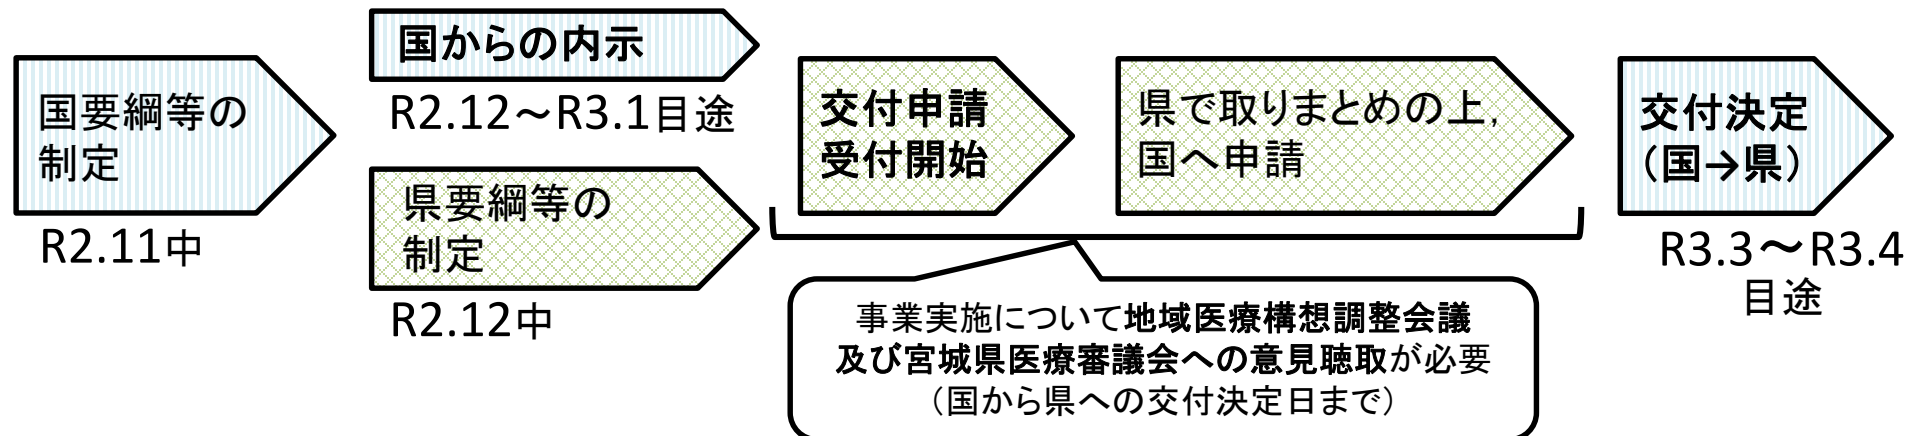 国要綱等の
制定
R2.11中
国からの内示
R2.12～R3.1目途
県要綱等の
制定
R2.12中
交付申請
受付開始
県で取りまとめの上,
国へ申請
交付決定
（国→県）
R3.3～R3.4
目途
事業実施について地域医療構想調整会議
及び宮城県医療審議会への意見聴取が必要
（国から県への交付決定日まで）